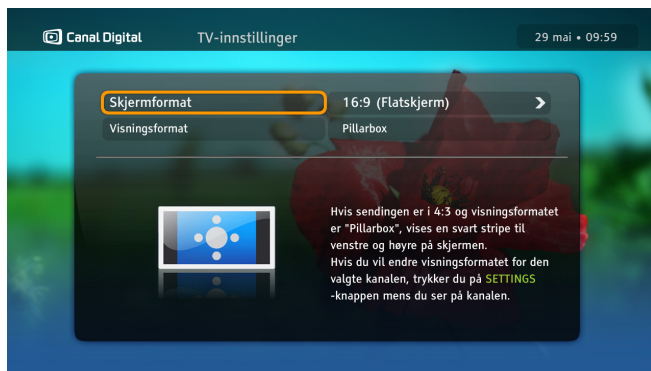 Canal Digital TV-innstillinger 29 mai • 09:59
Skjermformat 16:9 (Flatskjerm)
Visningsformat Pillarbox
Hvis sendingen er i 4:3 og visningsformatet
er "Pillarbox", vises en svart stripe til
venstre og høyre på skjermen.
Hvis du vil endre visningsformatet for den
valgte kanalen, trykker du på SETTINGS
-knappen mens du ser på kanalen.